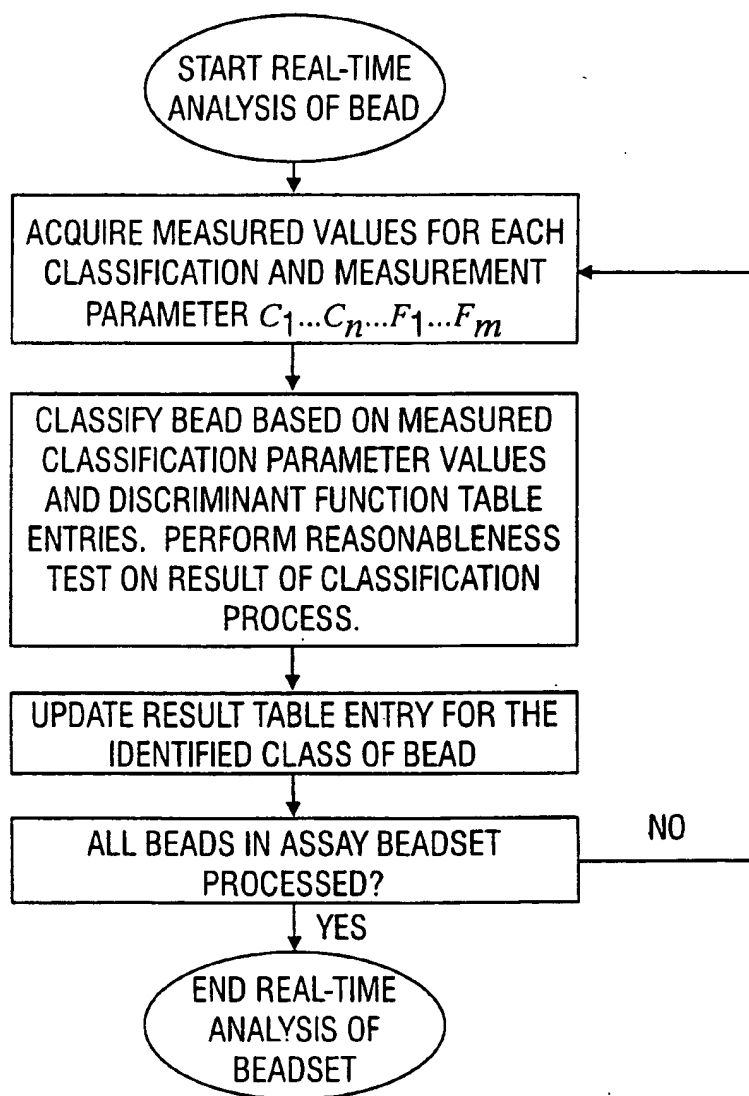 START REAL-TIME
ANALYSIS OF BEAD
ACQUIRE MEASURED VALUES FOR EACH
CLASSIFICATION AND MEASUREMENT
PARAMETER C1...Cn...F1...Fm
CLASSIFY BEAD BASED ON MEASURED
CLASSIFICATION PARAMETER VALUES
AND DISCRIMINANT FUNCTION TABLE
ENTRIES. PERFORM REASONABLENESS
TEST ON RESULT OF CLASSIFICATION
PROCESS.
UPDATE RESULT TABLE ENTRY FOR THE
IDENTIFIED CLASS OF BEAD
ALL BEADS IN ASSAY BEADSET
PROCESSED?
NO
YES
END REAL-TIME
ANALYSIS OF
BEADSET